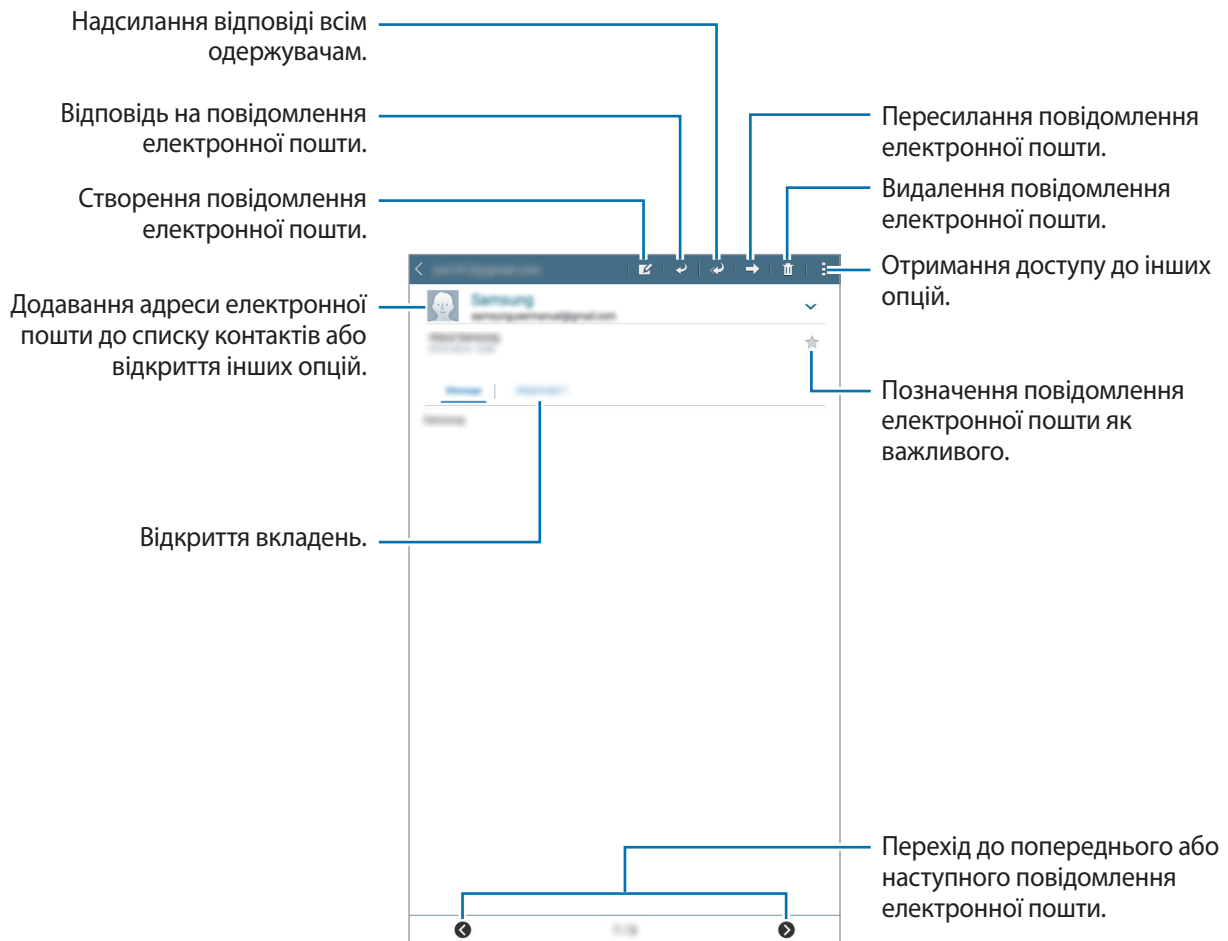 Надсилання відповіді всім
одержувачам.
Відповідь на повідомлення
електронної пошти.
Створення повідомлення
електронної пошти.
Додавання адреси електронної
пошти до списку контактів або
відкриття інших опцій.
Відкриття вкладень.
Пересилання повідомлення
електронної пошти.
Видалення повідомлення
електронної пошти.
Отримання доступу до інших
опцій.
Позначення повідомлення
електронної пошти як
важливого.
Перехід до попереднього або
наступного повідомлення
електронної пошти.
Samsung